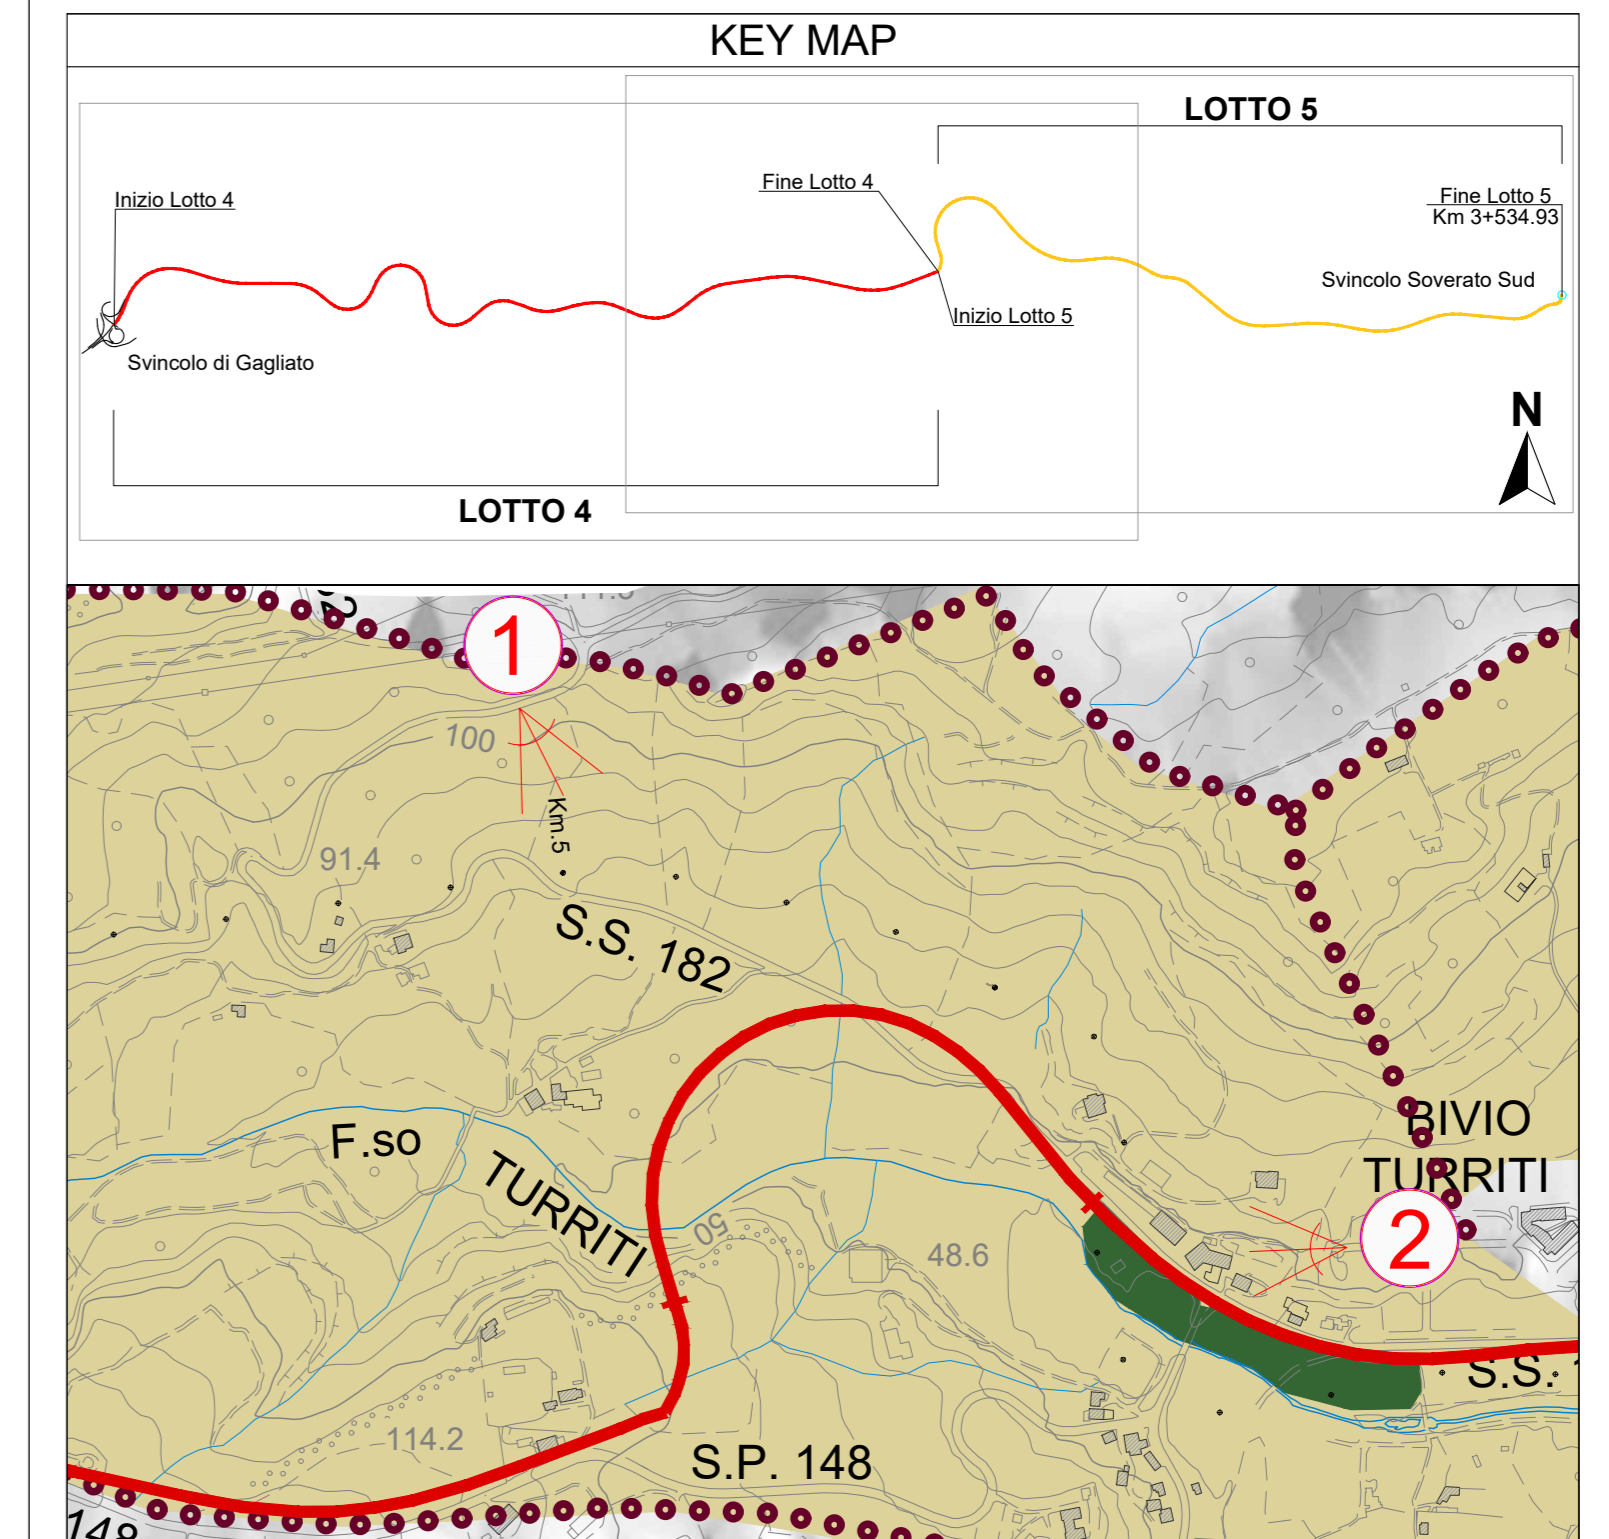 KEY MAP
LOTTO 5
Fine Lotto 4
Fine Lotto 5
Km 3+534.93
Inizio Lotto 4
Svincolo Soverato Sud
Inizio Lotto 5
Svincolo di Gagliato
N
LOTTO 4
1
100
Km.5
91.4
S.S. 182
BIVIO
TURRITI
F.so
TURRITI
50
48.6
2
S.S.
114.2
S.P. 148
148